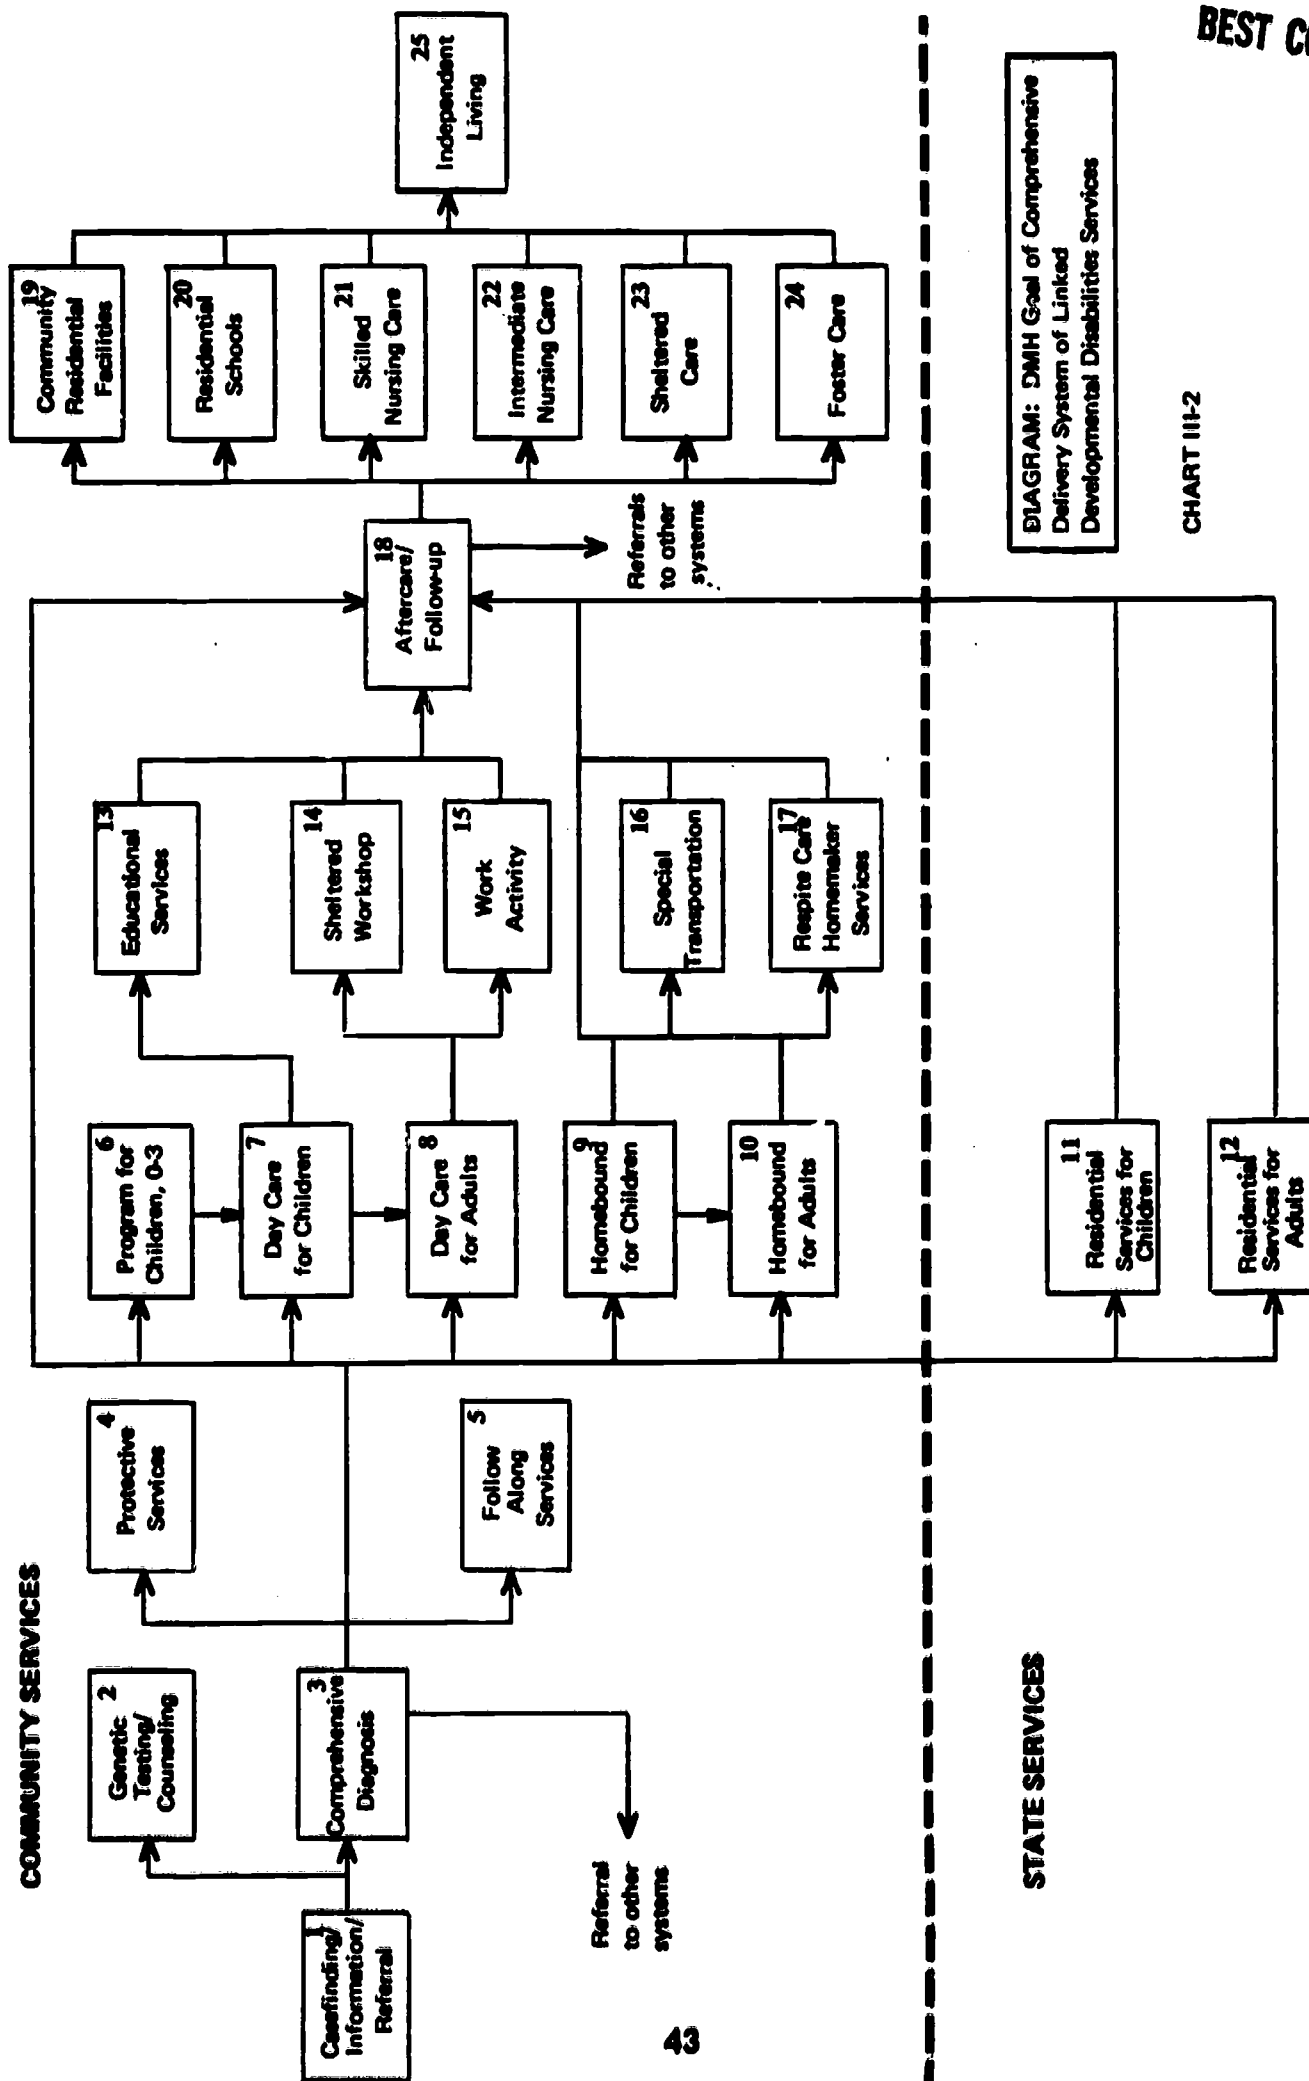 COMMUNITY SERVICES
1
Casefinding/
Information/
Referral
2
Genetic
Testing/
Counseling
3
Comprehensive
Diagnosis
Referral
to other
systems
4
Protective
Services
5
Follow
Along
Services
6
Program for
Children, 0-3
7
Day Care
for Children
8
Day Care
for Adults
9
Homebound
for Children
10
Homebound
for Adults
13
Educational
Services
14
Sheltered
Workshop
15
Work
Activity
16
Special
Transportation
17
Respite Care
Homemaker
Services
18
Aftercare/
Follow-up
Referrals
to other
systems
19
Community
Residential
Facilities
20
Residential
Schools
21
Skilled
Nursing Care
22
Intermediate
Nursing Care
23
Sheltered
Care
24
Foster Care
25
Independent
Living
STATE SERVICES
11
Residential
Services for
Children
12
Residential
Services for
Adults
DIAGRAM: DMH Goal of Comprehensive
Delivery System of Linked
Developmental Disabilities Services
CHART III-2
43
BEST